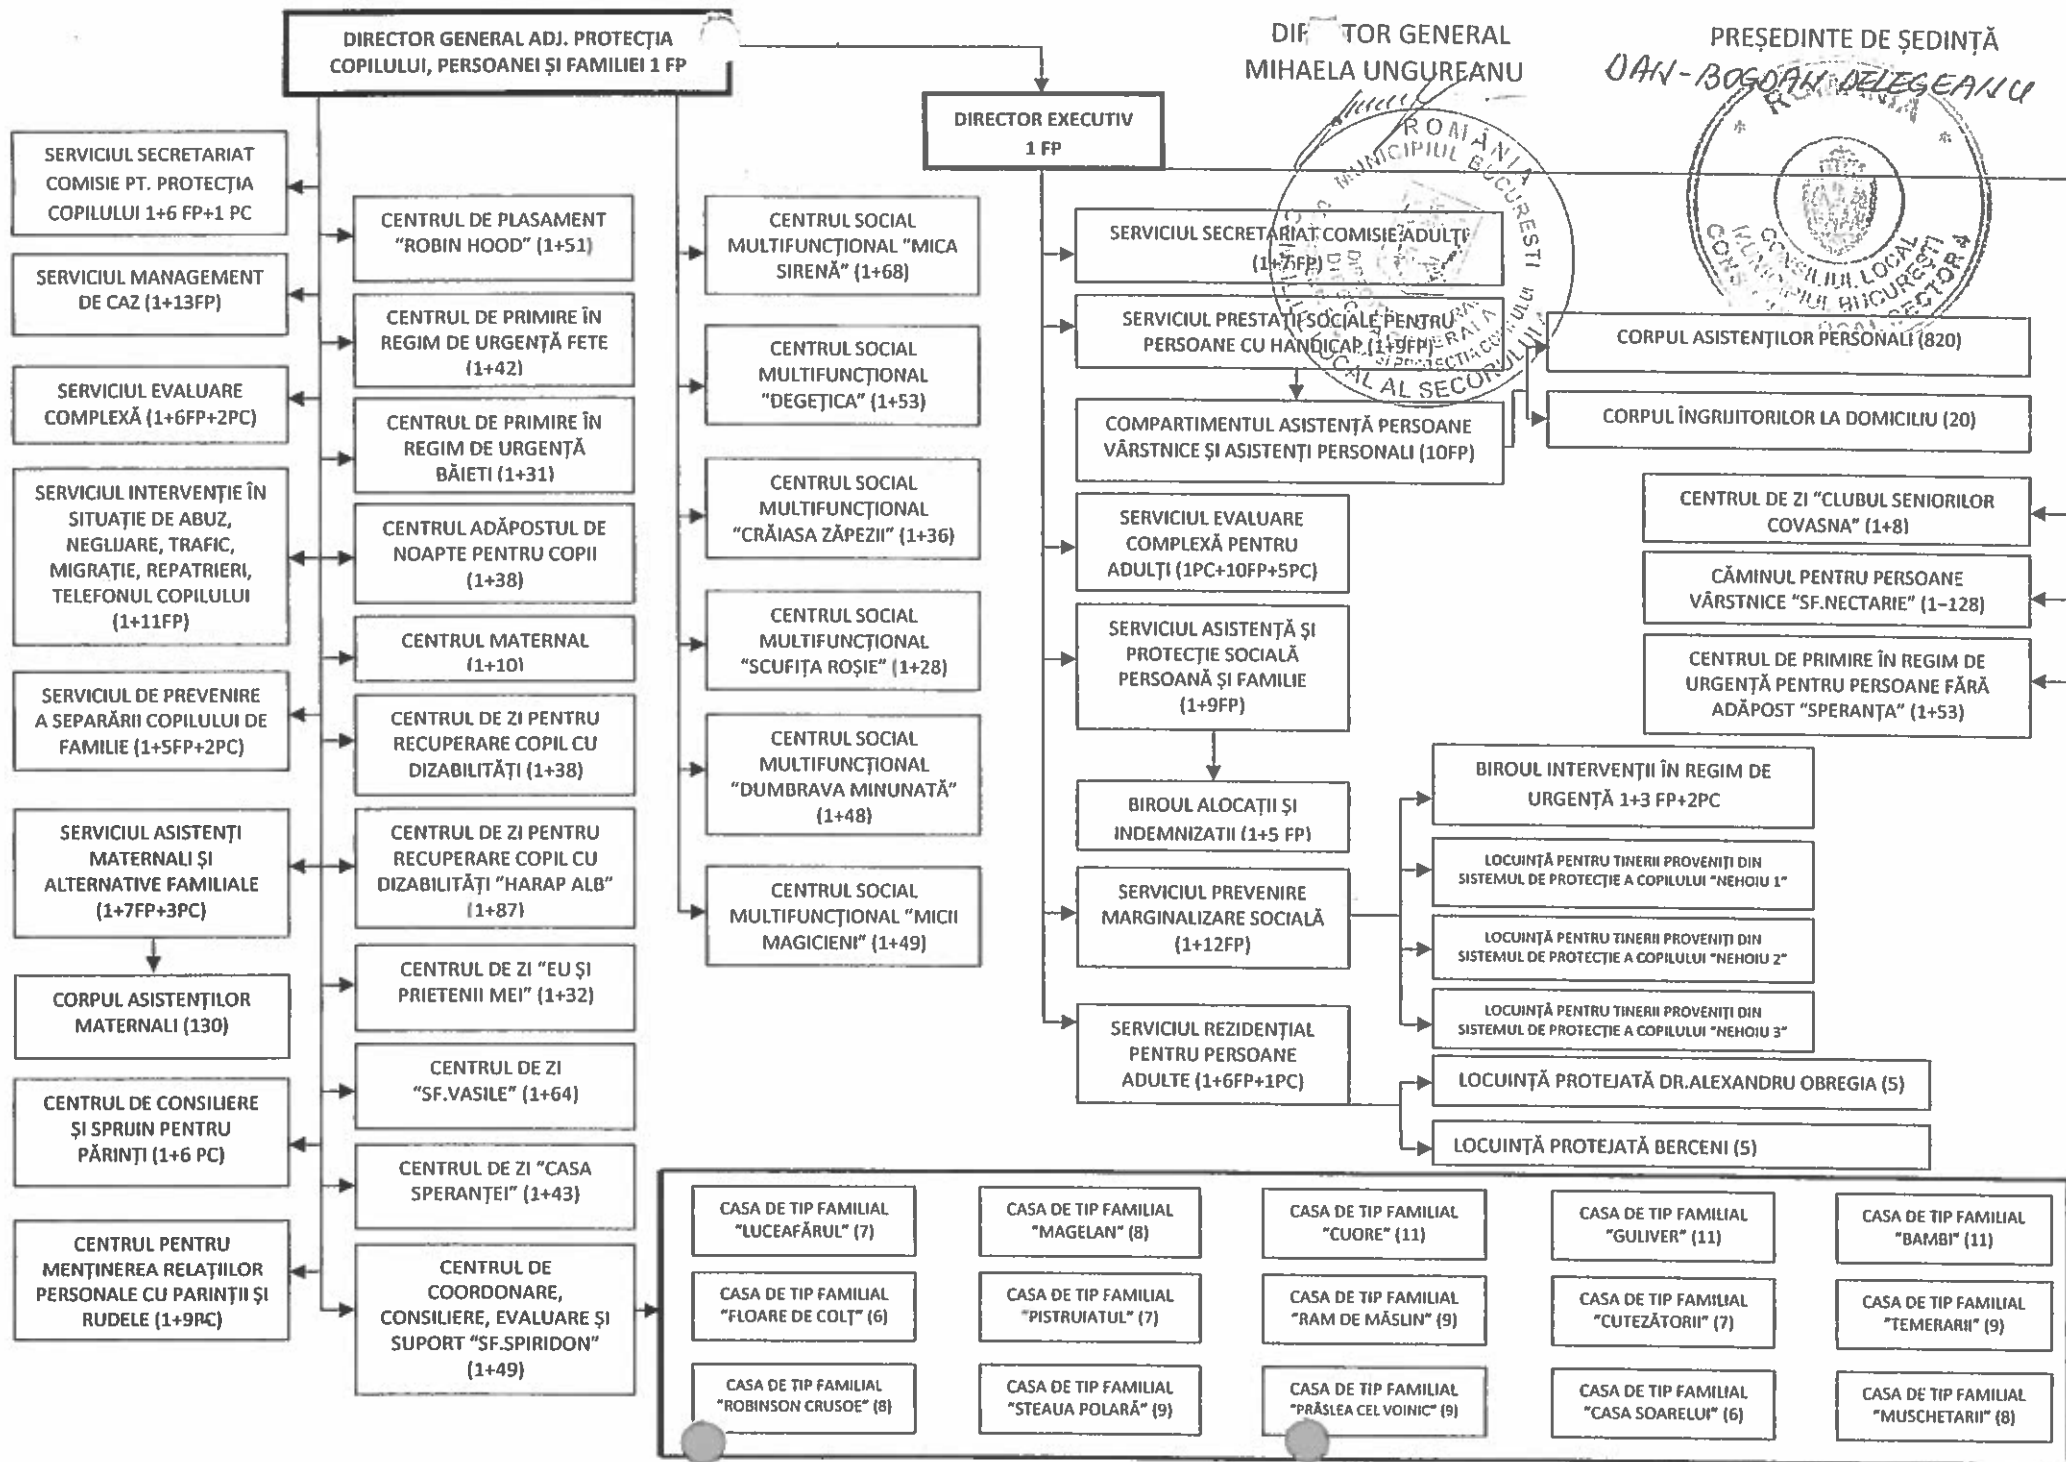 DIRECTOR GENERAL ADJ. PROTECȚIA
COPILULUI, PERSOANEI ȘI FAMILIEI 1 FP
TOR GENERAL
MIHAELA UNGUREANU
PREȘEDINTE DE ȘEDINȚĂ
DAN-BOGDAN DELEGEANU
DIRECTOR EXECUTIV
1 FP
SERVICIUL SECRETARIAT
COMISIE PT. PROTECȚIA
COPILULUI 1+6 FP+1 PC
SERVICIUL MANAGEMENT
DE CAZ (1+13FP)
SERVICIUL EVALUARE
COMPLEXĂ (1+6FP+2PC)
SERVICIUL INTERVENȚIE ÎN
SITUAȚIE DE ABUZ,
NEGLIJARE, TRAFIC,
MIGRAȚIE, REPATRIERI,
TELEFONUL COPILULUI
(1+11FP)
SERVICIUL DE PREVENIRE
A SEPARĂRII COPILULUI DE
FAMILIE (1+5FP+2PC)
SERVICIUL ASISTENȚI
MATERNALI ȘI
ALTERNATIVE FAMILIALE
(1+7FP+3PC)
CORPUL ASISTENȚILOR
MATERNALI (130)
CENTRUL DE CONSILIERE
ȘI SPRIJIN PENTRU
PĂRINȚI (1+6 PC)
CENTRUL PENTRU
MENȚINEREA RELAȚIILOR
PERSONALE CU PARINȚII ȘI
RUDELE (1+9PC)
CENTRUL DE PLASAMENT
"ROBIN HOOD" (1+51)
CENTRUL DE PRIMIRE ÎN
REGIM DE URGENȚĂ FETE
(1+42)
CENTRUL DE PRIMIRE ÎN
REGIM DE URGENȚĂ
BĂIETI (1+31)
CENTRUL ADĂPOSTUL DE
NOAPTE PENTRU COPII
(1+38)
CENTRUL MATERNAL
(1+10)
CENTRUL DE ZI PENTRU
RECUPERARE COPIL CU
DIZABILITĂȚI (1+38)
CENTRUL DE ZI PENTRU
RECUPERARE COPIL CU
DIZABILITĂȚI "HARAP ALB"
(1+87)
CENTRUL DE ZI "EU ȘI
PRIETENII MEI" (1+32)
CENTRUL DE ZI
"SF.VASILE" (1+64)
CENTRUL DE ZI "CASA
SPERANȚEI" (1+43)
CENTRUL DE
COORDONARE,
CONSILIERE, EVALUARE ȘI
SUPORT "SF.SPIRIDON"
(1+49)
CENTRUL SOCIAL
MULTIFUNCȚIONAL "MICA
SIRENĂ" (1+68)
CENTRUL SOCIAL
MULTIFUNCȚIONAL
"DEGEȚICA" (1+53)
CENTRUL SOCIAL
MULTIFUNCȚIONAL
"CRĂIASA ZĂPEZII" (1+36)
CENTRUL SOCIAL
MULTIFUNCȚIONAL
"SCUFIȚA ROȘIE" (1+28)
CENTRUL SOCIAL
MULTIFUNCȚIONAL
"DUMBRAVA MINUNATĂ"
(1+48)
CENTRUL SOCIAL
MULTIFUNCȚIONAL "MICII
MAGICIENI" (1+49)
SERVICIUL SECRETARIAT COMISIE ADULȚI
(1+7FP)
SERVICIUL PRESTAȚII SOCIALE PENTRU
PERSOANE CU HANDICAP (1+9FP)
COMPARTIMENTUL ASISTENȚĂ PERSOANE
VÂRSTNICE ȘI ASISTENȚI PERSONALI (10FP)
SERVICIUL EVALUARE
COMPLEXĂ PENTRU
ADULȚI (1PC+10FP+5PC)
SERVICIUL ASISTENȚĂ ȘI
PROTECȚIE SOCIALĂ
PERSOANĂ ȘI FAMILIE
(1+9FP)
BIROUL ALOCAȚII ȘI
INDEMNIZATII (1+5 FP)
SERVICIUL PREVENIRE
MARGINALIZARE SOCIALĂ
(1+12FP)
SERVICIUL REZIDENȚIAL
PENTRU PERSOANE
ADULTE (1+6FP+1PC)
ROMÂNIA
MUNICIPIUL BUCUREȘTI
ROMÂNIA
CONSILIUL LOCAL
MUNICIPIUL BUCUREȘTI
CORPUL ASISTENȚILOR PERSONALI (820)
CORPUL ÎNGRIJITORILOR LA DOMICILIU (20)
CENTRUL DE ZI "CLUBUL SENIORILOR
COVASNA" (1+8)
CĂMINUL PENTRU PERSOANE
VÂRSTNICE "SF.NECTARIE" (1–128)
CENTRUL DE PRIMIRE ÎN REGIM DE
URGENȚĂ PENTRU PERSOANE FĂRĂ
ADĂPOST "SPERANȚA" (1+53)
BIROUL INTERVENȚII ÎN REGIM DE
URGENȚĂ 1+3 FP+2PC
LOCUINȚĂ PENTRU TINERII PROVENIȚI DIN
SISTEMUL DE PROTECȚIE A COPILULUI "NEHOIU 1"
LOCUINȚĂ PENTRU TINERII PROVENIȚI DIN
SISTEMUL DE PROTECȚIE A COPILULUI "NEHOIU 2"
LOCUINȚĂ PENTRU TINERII PROVENIȚI DIN
SISTEMUL DE PROTECȚIE A COPILULUI "NEHOIU 3"
LOCUINȚĂ PROTEJATĂ DR.ALEXANDRU OBREGIA (5)
LOCUINȚĂ PROTEJATĂ BERCENI (5)
CASA DE TIP FAMILIAL
"LUCEAFĂRUL" (7)
CASA DE TIP FAMILIAL
"MAGELAN" (8)
CASA DE TIP FAMILIAL
"CUORE" (11)
CASA DE TIP FAMILIAL
"GULIVER" (11)
CASA DE TIP FAMILIAL
"BAMBI" (11)
CASA DE TIP FAMILIAL
"FLOARE DE COLȚ" (6)
CASA DE TIP FAMILIAL
"PISTRUIATUL" (7)
CASA DE TIP FAMILIAL
"RAM DE MĂSLIN" (9)
CASA DE TIP FAMILIAL
"CUTEZĂTORII" (7)
CASA DE TIP FAMILIAL
"TEMERARII" (9)
CASA DE TIP FAMILIAL
"ROBINSON CRUSOE" (8)
CASA DE TIP FAMILIAL
"STEAUA POLARĂ" (9)
CASA DE TIP FAMILIAL
"PRÂSLEA CEL VOINIC" (9)
CASA DE TIP FAMILIAL
"CASA SOARELUI" (6)
CASA DE TIP FAMILIAL
"MUSCHETARII" (8)